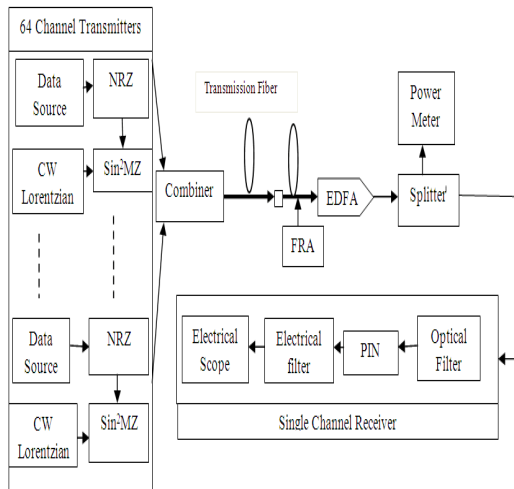 64 Channel Transmitters
Data
Source
NRZ
CW
Lorentzian
Sin²MZ
Data
Source
NRZ
CW
Lorentzian
Sin²MZ
Combiner
Transmission Fiber
FRA
EDFA
Power
Meter
Splitter
Electrical
Scope
Electrical
filter
PIN
Optical
Filter
Single Channel Receiver